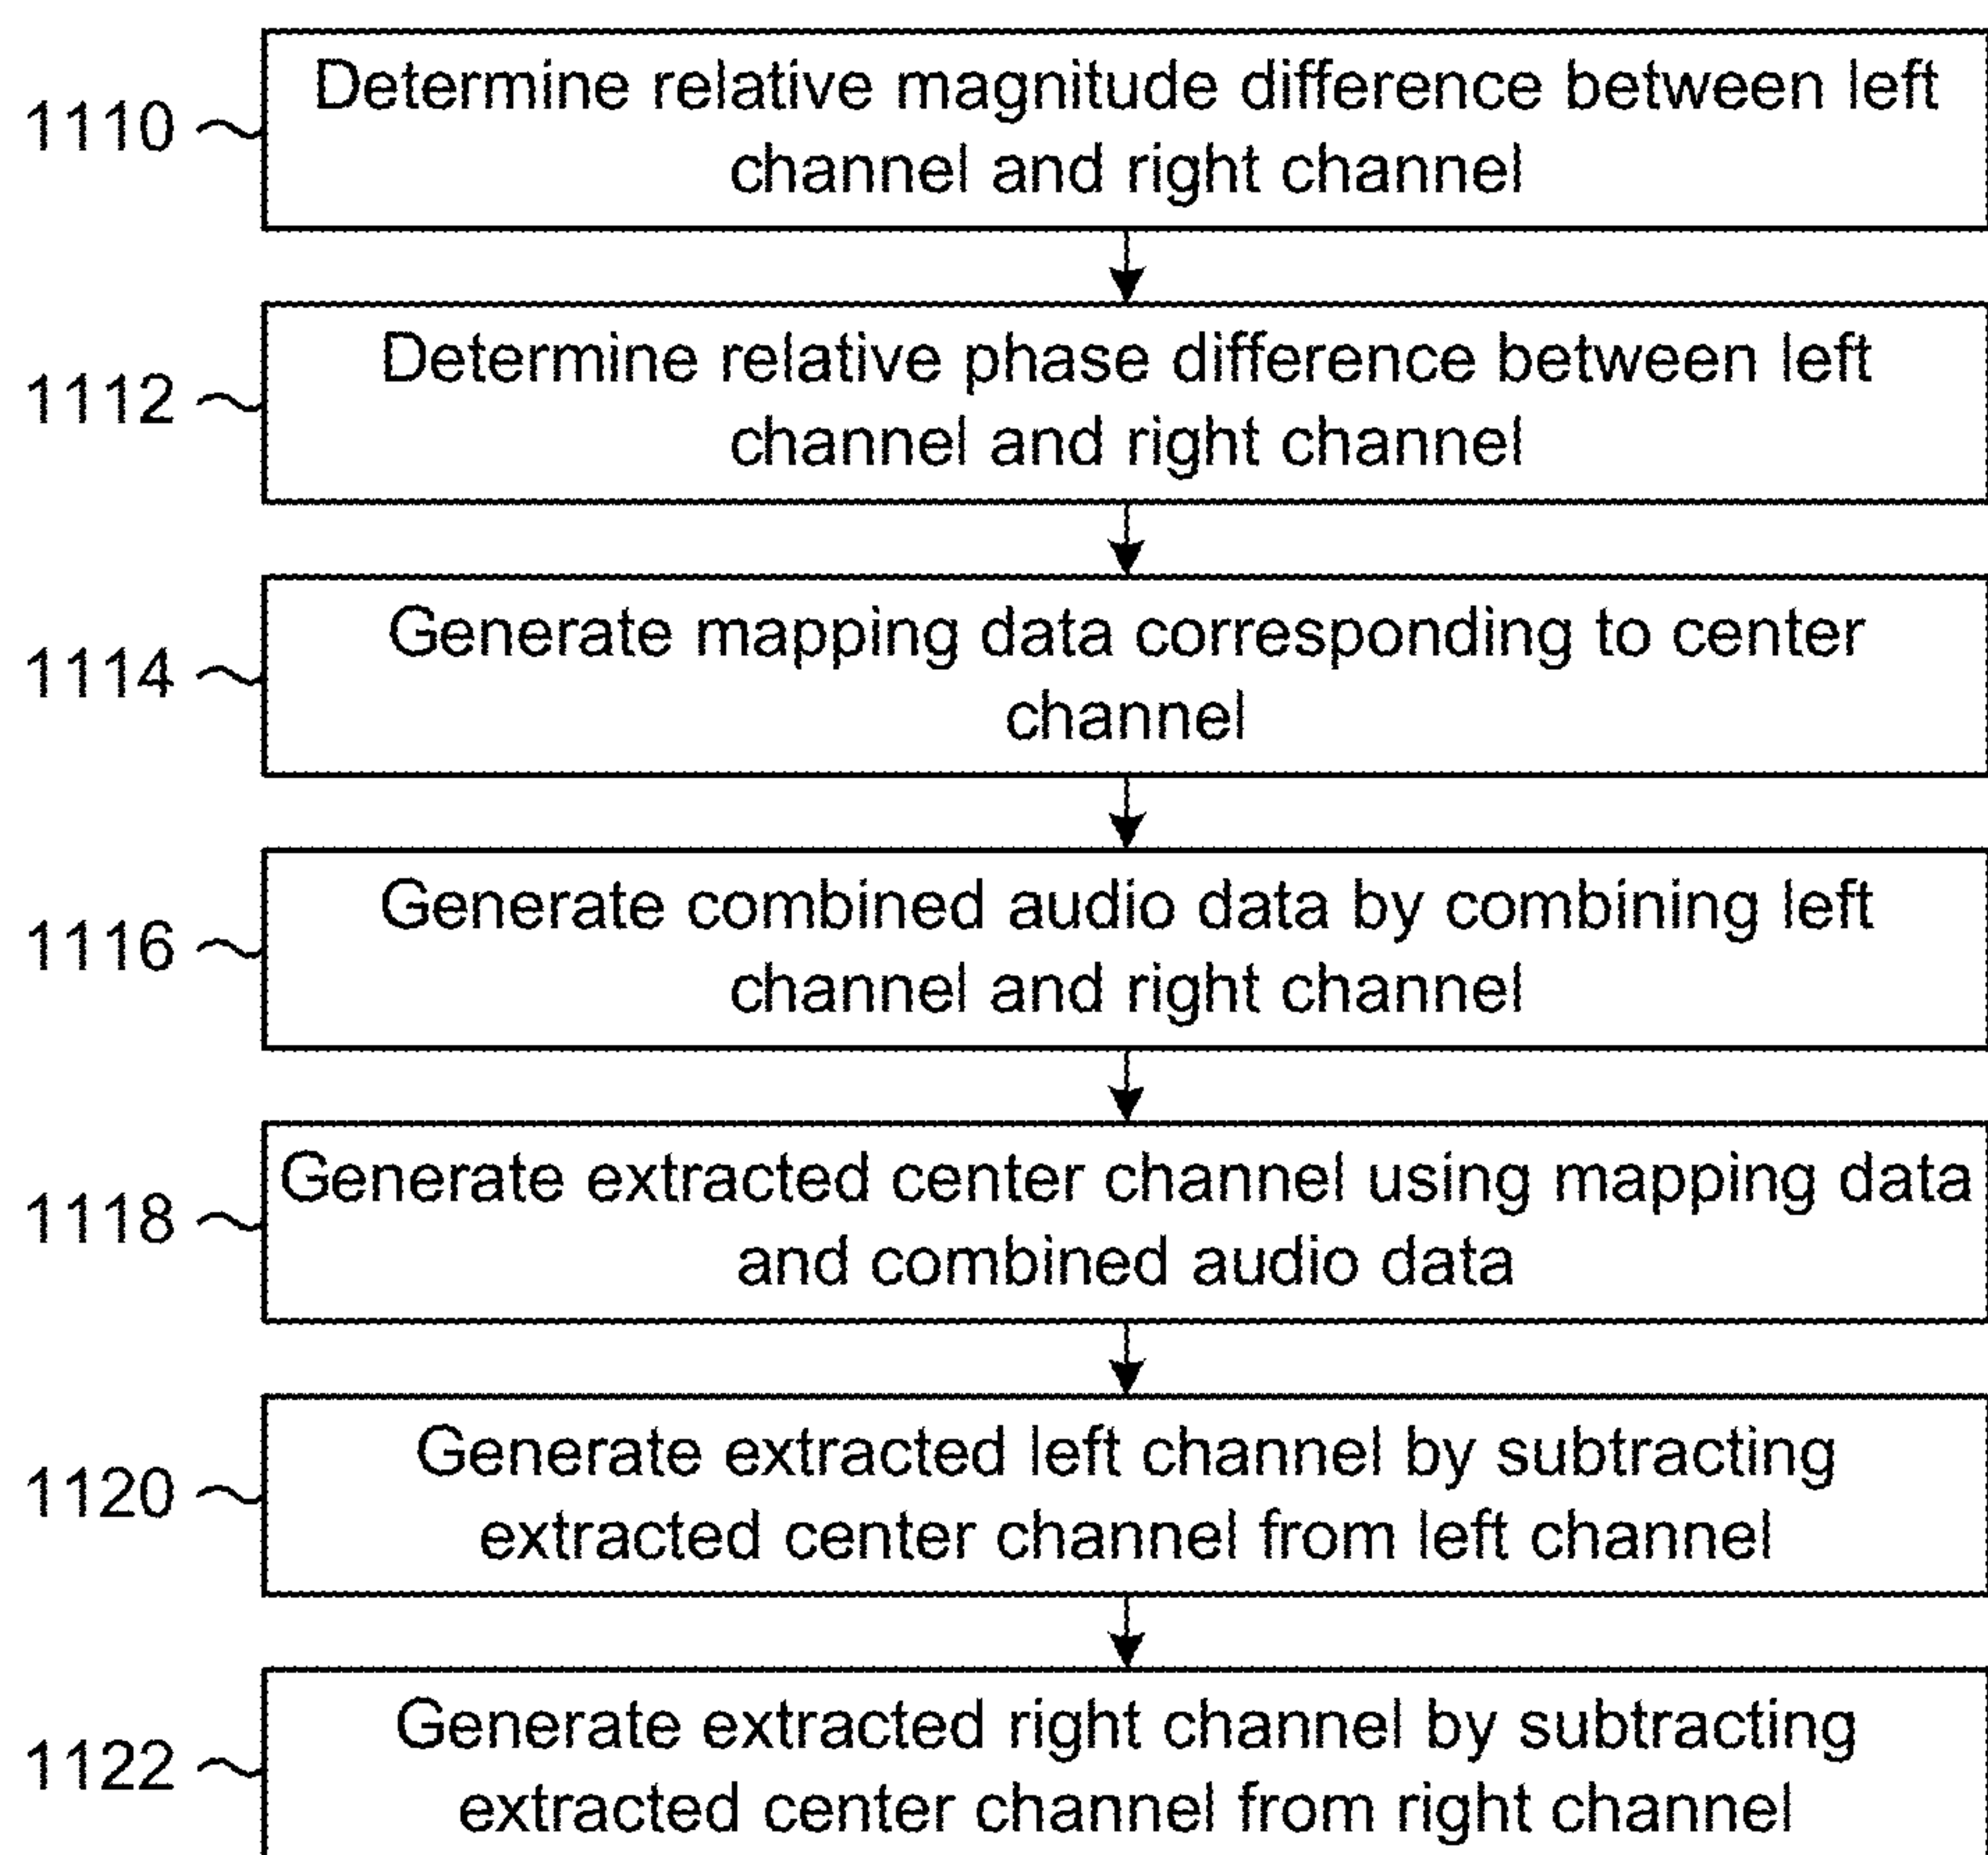 1110
Determine relative magnitude difference between left
channel and right channel
1112
Determine relative phase difference between left
channel and right channel
1114
Generate mapping data corresponding to center
channel
1116
Generate combined audio data by combining left
channel and right channel
1118
Generate extracted center channel using mapping data
and combined audio data
1120
Generate extracted left channel by subtracting
extracted center channel from left channel
1122
Generate extracted right channel by subtracting
extracted center channel from right channel